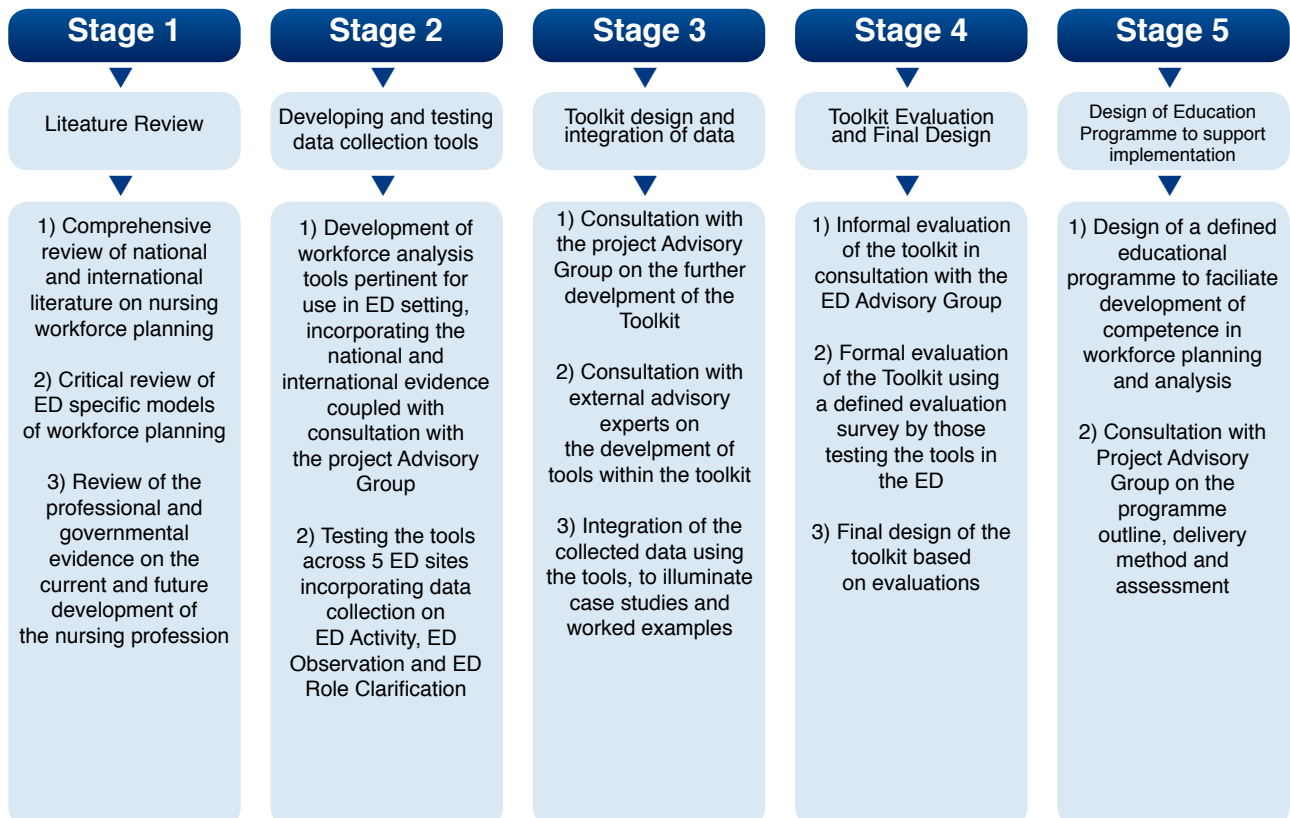 Stage 1
Liteature Review
1) Comprehensive
review of national
and international
literature on nursing
workforce planning
2) Critical review of
ED specific models
of workforce planning
3) Review of the
professional and
governmental
evidence on the
current and future
development of
the nursing profession
Stage 2
Developing and testing
data collection tools
1) Development of
workforce analysis
tools pertinent for
use in ED setting,
incorporating the
national and
international evidence
coupled with
consultation with
the project Advisory
Group
2) Testing the tools
across 5 ED sites
incorporating data
collection on
ED Activity, ED
Observation and ED
Role Clarification
Stage 3
Toolkit design and
integration of data
1) Consultation with
the project Advisory
Group on the further
develpment of the
Toolkit
2) Consultation with
external advisory
experts on
the develpment of
tools within the toolkit
3) Integration of the
collected data using
the tools, to illuminate
case studies and
worked examples
Stage 4
Toolkit Evaluation
and Final Design
1) Informal evaluation
of the toolkit in
consultation with the
ED Advisory Group
2) Formal evaluation
of the Toolkit using
a defined evaluation
survey by those
testing the tools in
the ED
3) Final design of the
toolkit based
on evaluations
Stage 5
Design of Education
Programme to support
implementation
1) Design of a defined
educational
programme to faciliate
development of
competence in
workforce planning
and analysis
2) Consultation with
Project Advisory
Group on the
programme
outline, delivery
method and
assessment